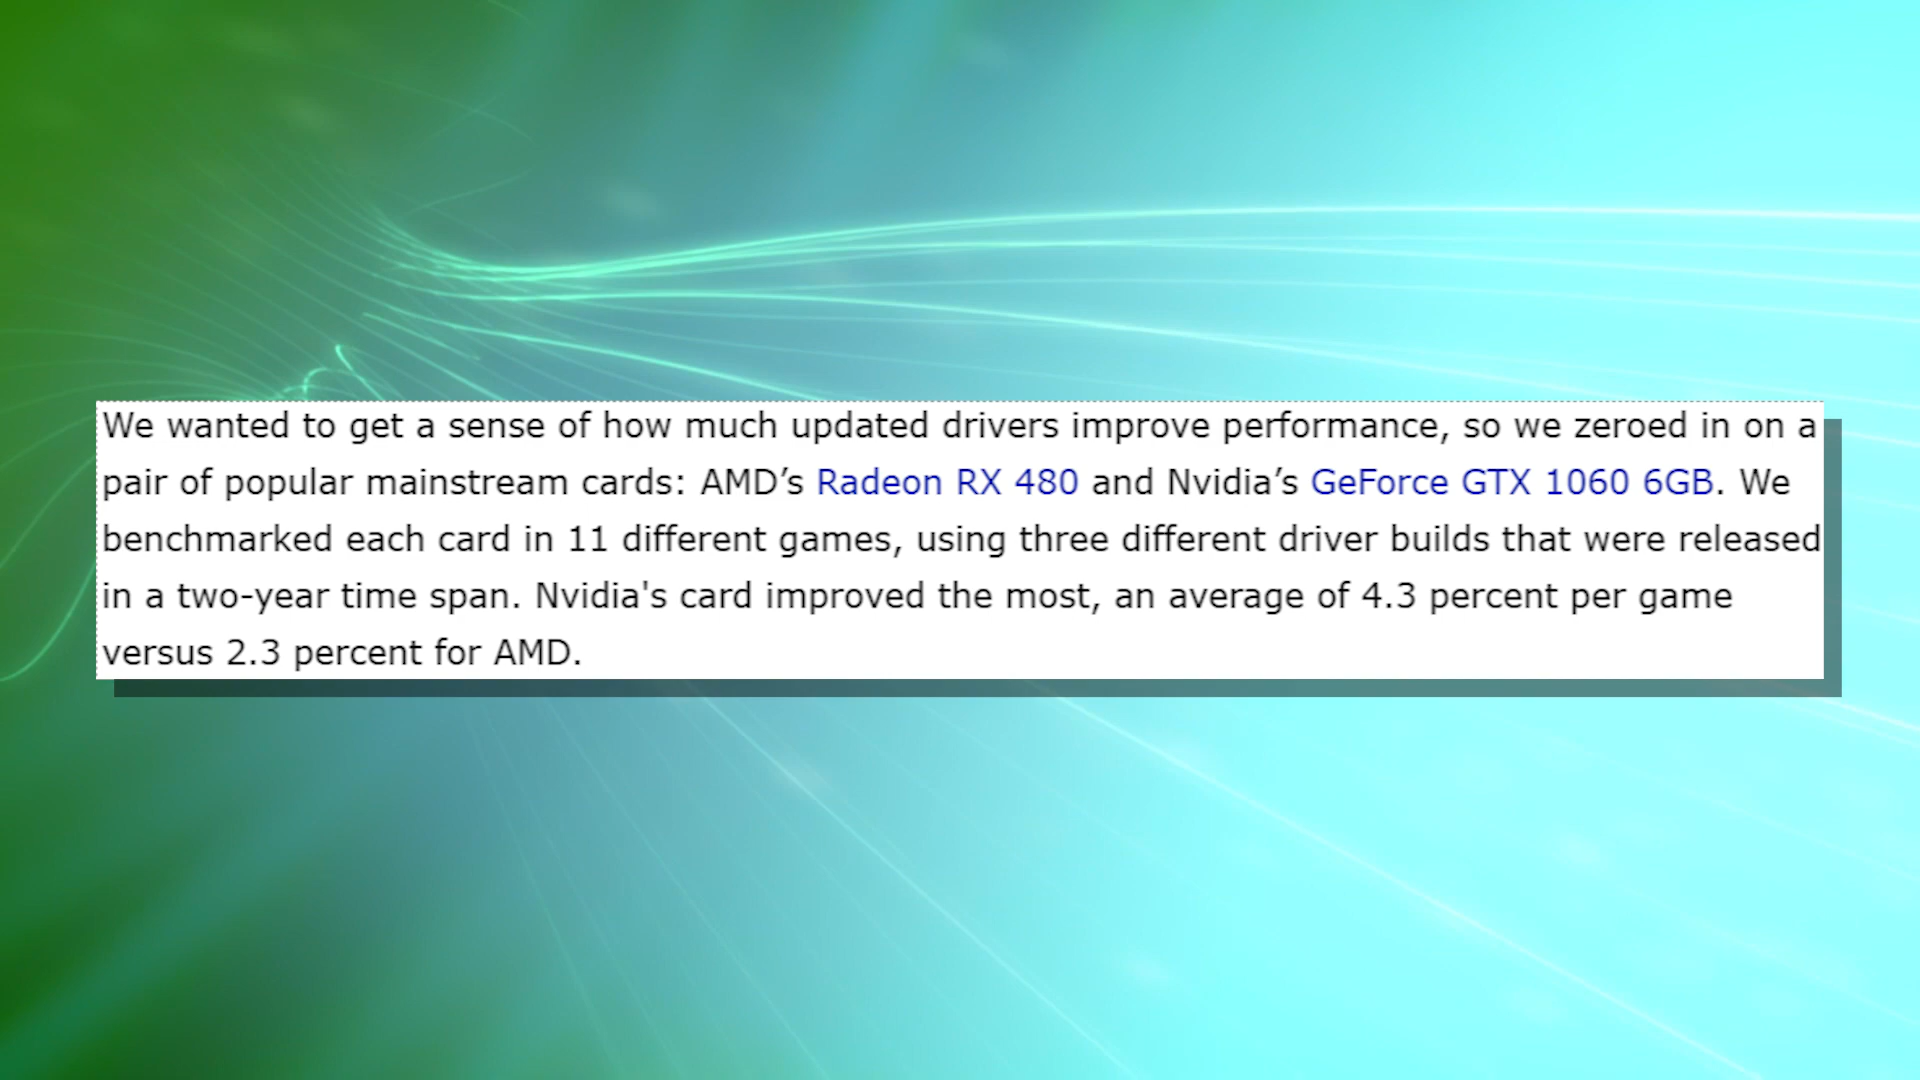 We wanted to get a sense of how much updated drivers improve performance, so we zeroed in on a
pair of popular mainstream cards: AMD’s Radeon RX 480 and Nvidia’s GeForce GTX 1060 6GB. We
benchmarked each card in 11 different games, using three different driver builds that were released
in a two-year time span. Nvidia's card improved the most, an average of 4.3 percent per game
versus 2.3 percent for AMD.